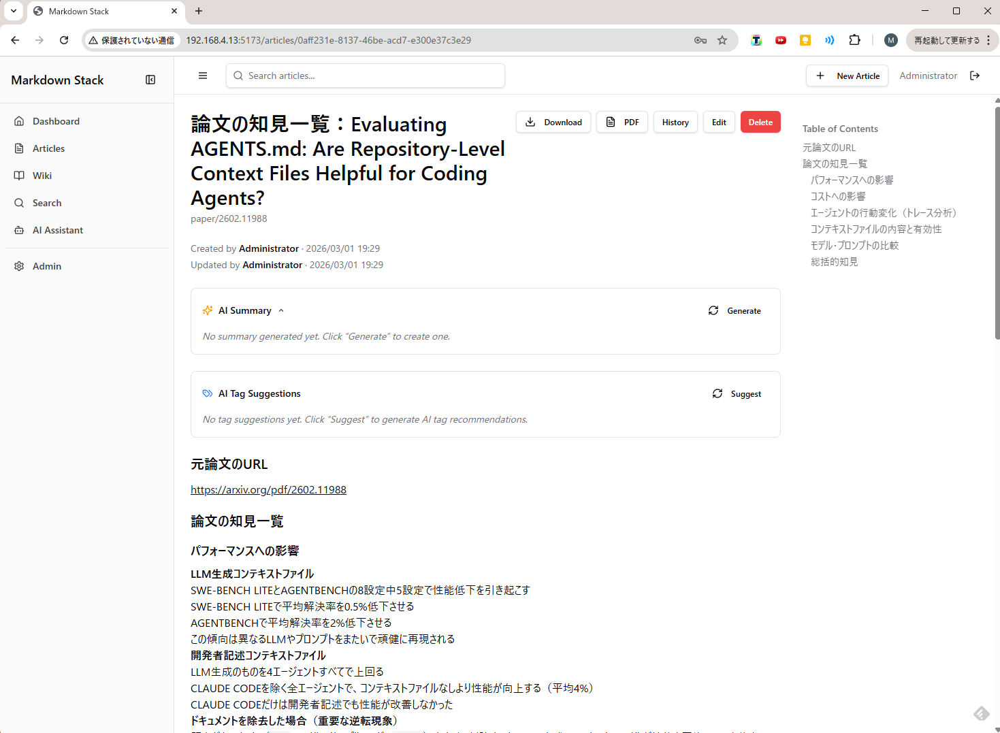 Markdown Stack
保護されていない通信
192.168.4.13:5173/articles/0aff231e-8137-46be-acd7-e300e37c3e29
M
再起動して更新する
Markdown Stack
Search articles...
New Article
Administrator
Dashboard
Articles
Wiki
Search
AI Assistant
Admin
論文の知見一覧：Evaluating
AGENTS.md: Are Repository-Level
Context Files Helpful for Coding
Agents?
Download
PDF
History
Edit
Delete
paper/2602.11988
Created by Administrator · 2026/03/01 19:29
Updated by Administrator · 2026/03/01 19:29
AI Summary
Generate
No summary generated yet. Click "Generate" to create one.
AI Tag Suggestions
Suggest
No tag suggestions yet. Click "Suggest" to generate AI tag recommendations.
元論文のURL
https://arxiv.org/pdf/2602.11988
論文の知見一覧
パフォーマンスへの影響
LLM生成コンテキストファイル
SWE-BENCH LITEとAGENTBENCHの8設定中5設定で性能低下を引き起こす
SWE-BENCH LITEで平均解決率を0.5%低下させる
AGENTBENCHで平均解決率を2%低下させる
この傾向は異なるLLMやプロンプトをまたいで頑健に再現される
開発者記述コンテキストファイル
LLM生成のものを4エージェントすべてで上回る
CLAUDE CODEを除く全エージェントで、コンテキストファイルなしより性能が向上する（平均4%）
CLAUDE CODEだけは開発者記述でも性能が改善しなかった
ドキュメントを除去した場合（重要な逆転現象）
Table of Contents
元論文のURL
論文の知見一覧
パフォーマンスへの影響
コストへの影響
エージェントの行動変化（トレース分析）
コンテキストファイルの内容と有効性
モデル・プロンプトの比較
総括的知見